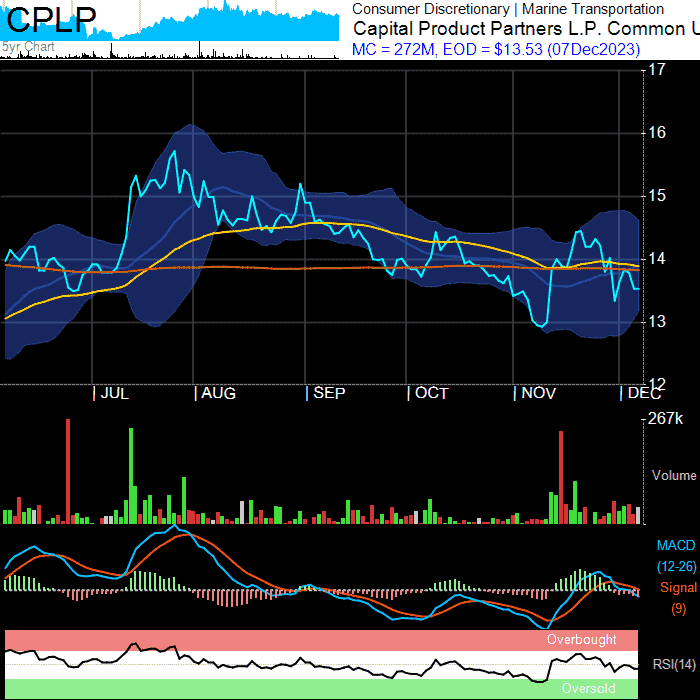 CPLP
5yr Chart
Consumer Discretionary | Marine Transportation
Capital Product Partners L.P. Common U
MC = 272M, EOD = $13.53 (07Dec2023)
17
16
15
14
13
12
| JUL | AUG | SEP | OCT | NOV | DEC
267k
Volume
MACD
(12-26)
Signal
(9)
Overbought
RSI(14)
Oversold